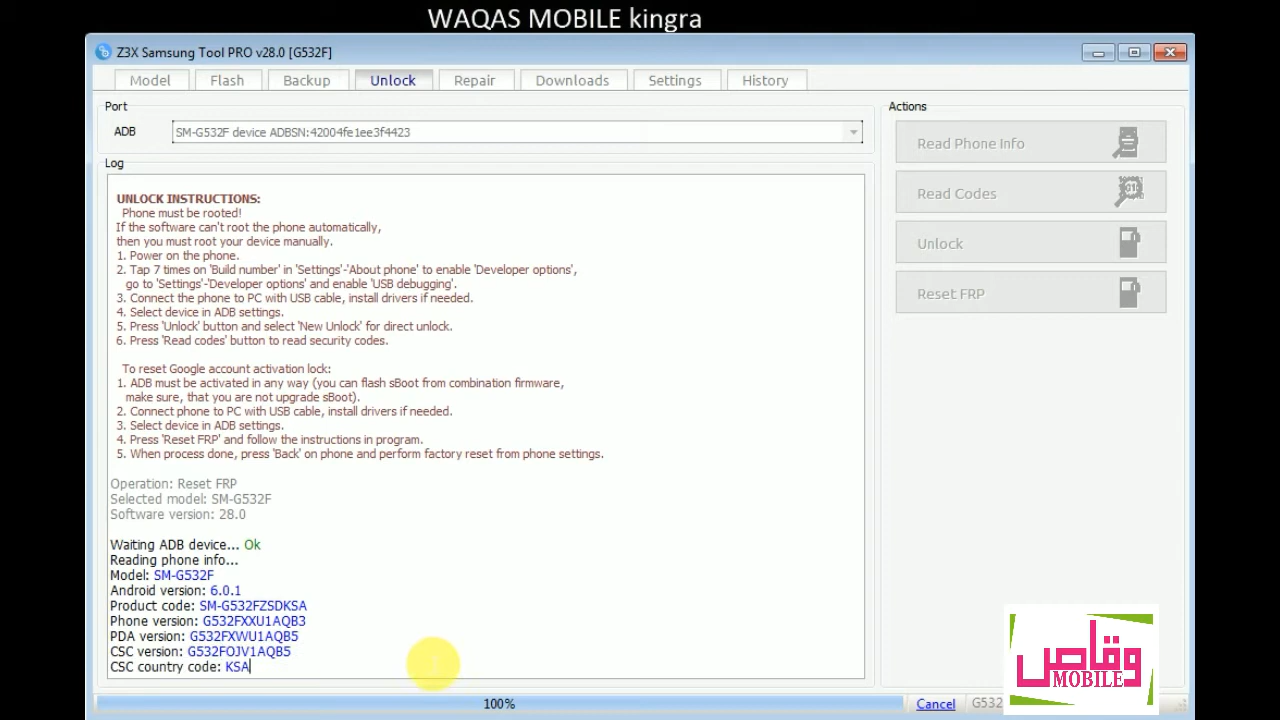 WAQAS MOBILE kingra
Z3X Samsung Tool PRO v28.0 [G532F]
Model Flash Backup Unlock Repair Downloads Settings History
Port
ADB SM-G532F device ADBSN:42004fe1ee3f4423
Log
UNLOCK INSTRUCTIONS:
Phone must be rooted!
If the software can't root the phone automatically,
then you must root your device manually.
1. Power on the phone.
2. Tap 7 times on 'Build number' in 'Settings'-'About phone' to enable 'Developer options',
go to 'Settings'-'Developer options' and enable 'USB debugging'.
3. Connect the phone to PC with USB cable, install drivers if needed.
4. Select device in ADB settings.
5. Press 'Unlock' button and select 'New Unlock' for direct unlock.
6. Press 'Read codes' button to read security codes.
To reset Google account activation lock:
1. ADB must be activated in any way (you can flash sBoot from combination firmware,
make sure, that you are not upgrade sBoot).
2. Connect phone to PC with USB cable, install drivers if needed.
3. Select device in ADB settings.
4. Press 'Reset FRP' and follow the instructions in program.
5. When process done, press 'Back' on phone and perform factory reset from phone settings.
Operation: Reset FRP
Selected model: SM-G532F
Software version: 28.0
Waiting ADB device... Ok
Reading phone info...
Model: SM-G532F
Android version: 6.0.1
Product code: SM-G532FZSDKSA
Phone version: G532FXXU1AQB3
PDA version: G532FXWU1AQB5
CSC version: G532FOJV1AQB5
CSC country code: KSA
Actions
Read Phone Info
Read Codes
Unlock
Reset FRP
100%
Cancel
G532
وقاص
MOBILE